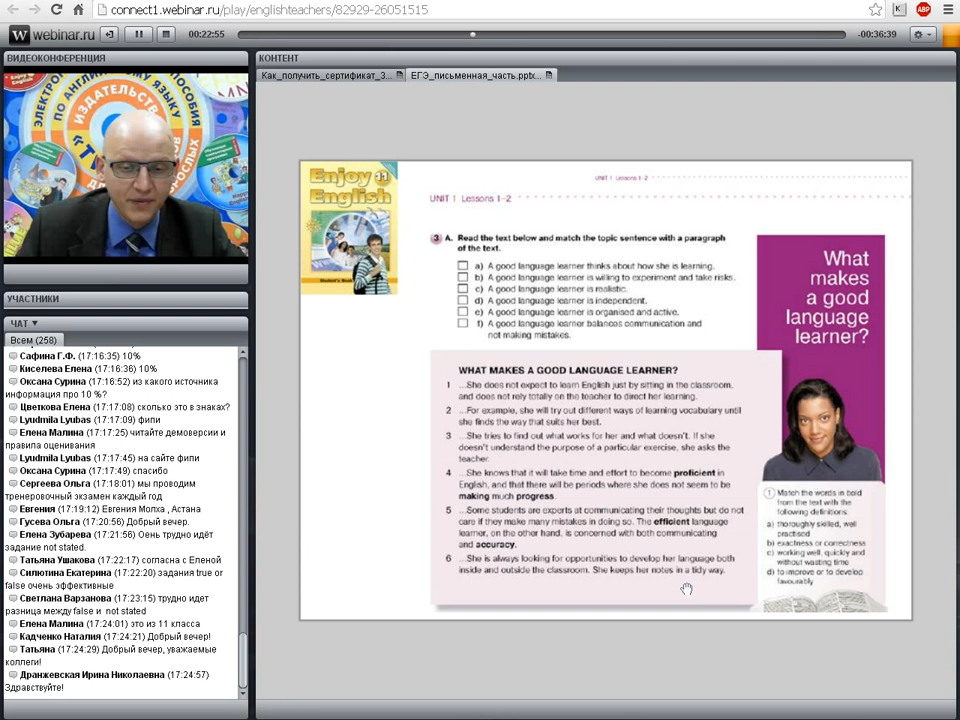 connect1.webinar.ru/play/englishteachers/82929-26051515
K
ABP
W webinar.ru
00:22:55
-00:36:39
ВИДЕОКОНФЕРЕНЦИЯ
ЭЛЕКТРОН
ПО АНГЛИЙСКОМУ ЯЗЫКУ
ИЗДАТЕЛЬСТВ
УЧАСТНИКИ
ЧАТ
Всем (258)
Сафина Г.Ф. (17:16:35) 10%
Киселева Елена (17:16:36) 10%
Оксана Сурина (17:16:52) из какого источника
информация про 10 %?
Цветкова Елена (17:17:08) сколько это в знаках?
Lyudmila Lyubas (17:17:09) фипи
Елена Малина (17:17:25) читайте демоверсии и
правила оценивания
Lyudmila Lyubas (17:17:45) на сайте фипи
Оксана Сурина (17:17:49) спасибо
Сергеева Ольга (17:18:01) мы проводим
тренеровочный экзамен каждый год
Евгения (17:19:12) Евгения Молха , Астана
Гусева Ольга (17:20:56) Добрый вечер.
Елена Зубарева (17:21:56) Оень трудно идёт
задание not stated.
Татьяна Ушакова (17:22:17) согласна с Еленой
Силютина Екатерина (17:22:20) задания true or
false очень эффективные
Светлана Варзанова (17:23:15) трудно идет
разница между false и not stated
Елена Малина (17:24:01) это из 11 класса
Кадченко Наталия (17:24:21) Добрый вечер!
Татьяна (17:24:29) Добрый вечер, уважаемые
коллеги!
Дранжевская Ирина Николаевна (17:24:57)
Здравствуйте!
КОНТЕНТ
Как_получить_сертификат_3...
ЕГЭ_письменная_часть.pptx...
Enjoy 11
English
Student's Book
UNIT 1 Lessons 1–2
UNIT 1 Lessons 1–2
3 A. Read the text below and match the topic sentence with a paragraph
of the text.
a) A good language learner thinks about how she is learning.
b) A good language learner is willing to experiment and take risks.
c) A good language learner is realistic.
d) A good language learner is independent.
e) A good language learner is organised and active.
f) A good language learner balances communication and
not making mistakes.
What
makes
a good
language
learner?
WHAT MAKES A GOOD LANGUAGE LEARNER?
1 ...She does not expect to learn English just by sitting in the classroom,
and does not rely totally on the teacher to direct her learning.
2 ...For example, she will try out different ways of learning vocabulary until
she finds the way that suits her best.
3 ...She tries to find out what works for her and what doesn't. If she
doesn't understand the purpose of a particular exercise, she asks the
teacher.
4 ...She knows that it will take time and effort to become proficient in
English, and that there will be periods where she does not seem to be
making much progress.
5 ...Some students are experts at communicating their thoughts but do not
care if they make many mistakes in doing so. The efficient language
learner, on the other hand, is concerned with both communicating
and accuracy.
6 ...She is always looking for opportunities to develop her language both
inside and outside the classroom. She keeps her notes in a tidy way.
1 Match the words in bold
from the text with the
following definitions:
a) thoroughly skilled, well
practised
b) exactness or correctness
c) working well, quickly and
without wasting time
d) to improve or to develop
favourably